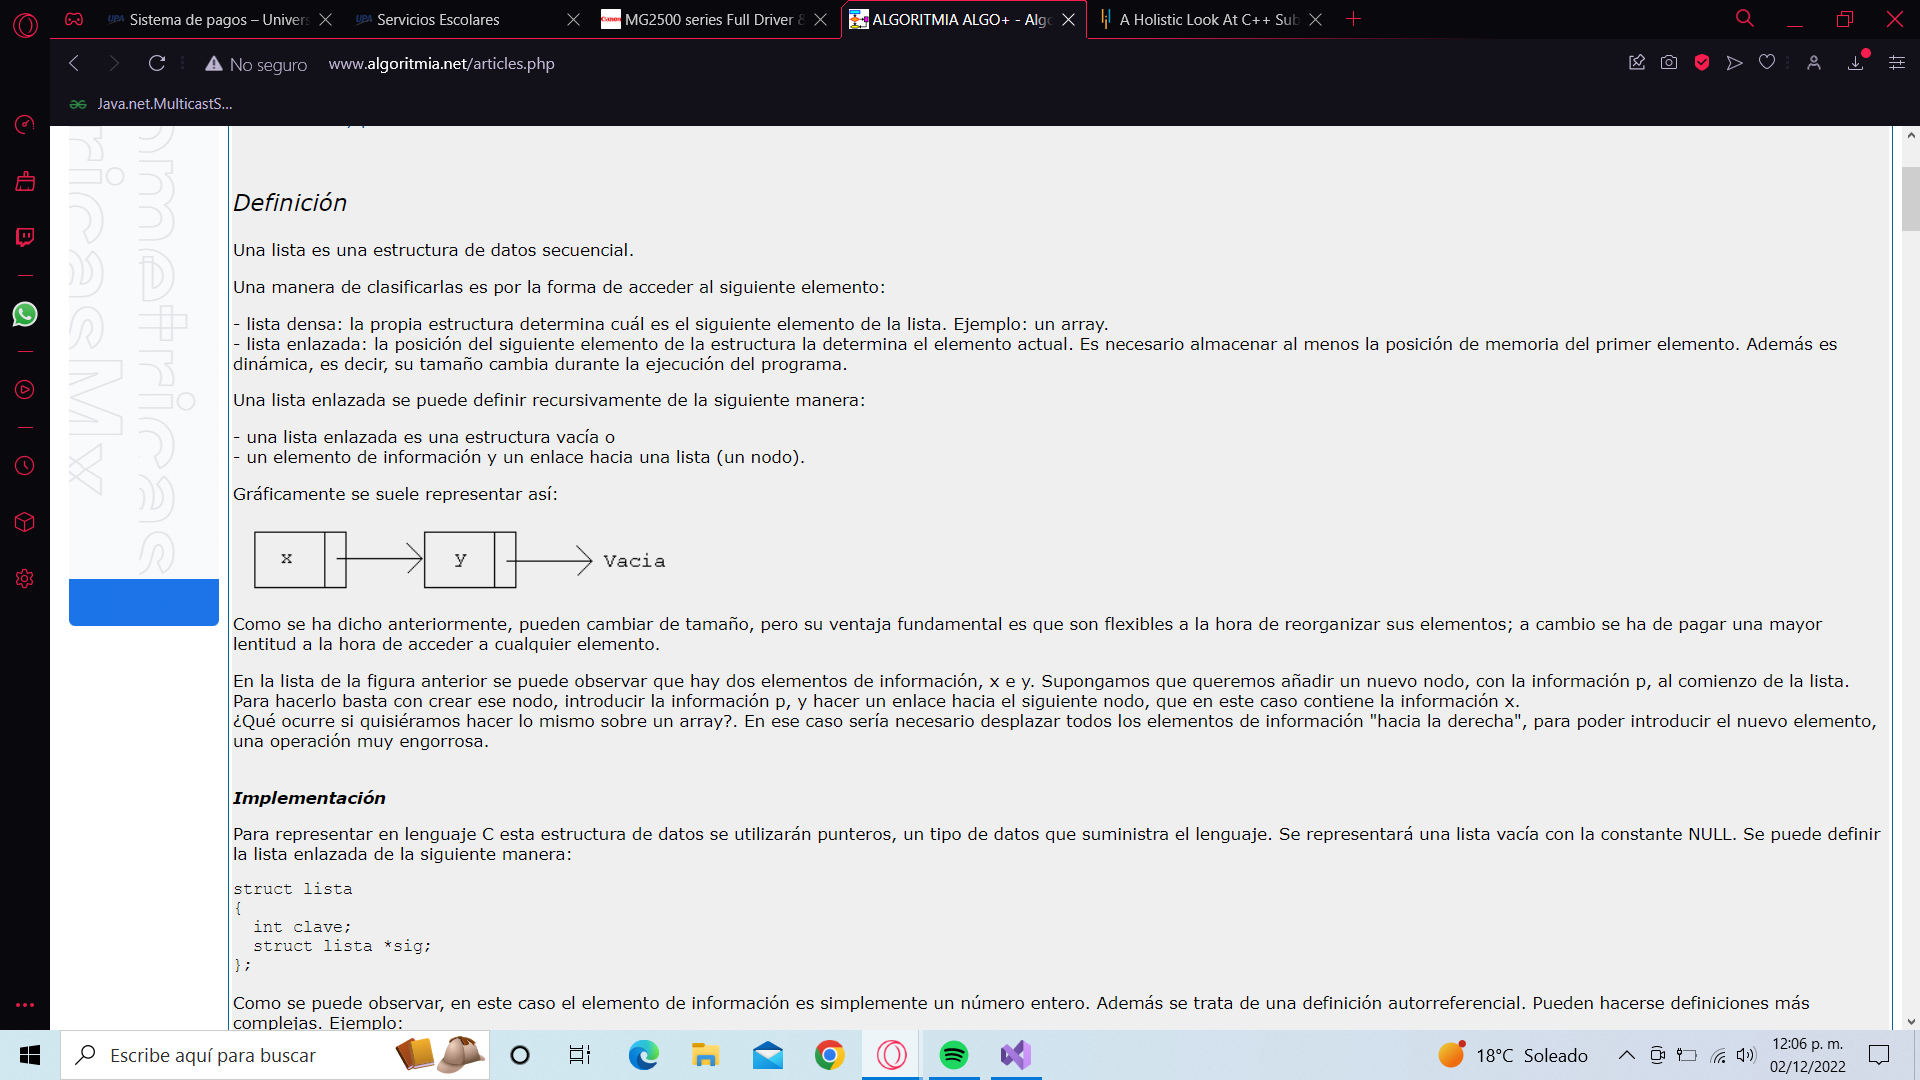 Sistema de pagos – Univers
Servicios Escolares
MG2500 series Full Driver &
ALGORITMIA ALGO+ - Algo
A Holistic Look At C++ Sub
No seguro
www.algoritmia.net/articles.php
Java.net.MulticastS...
nmetricas
ricasMx
Definición
Una lista es una estructura de datos secuencial.
Una manera de clasificarlas es por la forma de acceder al siguiente elemento:
- lista densa: la propia estructura determina cuál es el siguiente elemento de la lista. Ejemplo: un array.
- lista enlazada: la posición del siguiente elemento de la estructura la determina el elemento actual. Es necesario almacenar al menos la posición de memoria del primer elemento. Además es
dinámica, es decir, su tamaño cambia durante la ejecución del programa.
Una lista enlazada se puede definir recursivamente de la siguiente manera:
- una lista enlazada es una estructura vacía o
- un elemento de información y un enlace hacia una lista (un nodo).
Gráficamente se suele representar así:
x y Vacia
Como se ha dicho anteriormente, pueden cambiar de tamaño, pero su ventaja fundamental es que son flexibles a la hora de reorganizar sus elementos; a cambio se ha de pagar una mayor
lentitud a la hora de acceder a cualquier elemento.
En la lista de la figura anterior se puede observar que hay dos elementos de información, x e y. Supongamos que queremos añadir un nuevo nodo, con la información p, al comienzo de la lista.
Para hacerlo basta con crear ese nodo, introducir la información p, y hacer un enlace hacia el siguiente nodo, que en este caso contiene la información x.
¿Qué ocurre si quisiéramos hacer lo mismo sobre un array?. En ese caso sería necesario desplazar todos los elementos de información "hacia la derecha", para poder introducir el nuevo elemento,
una operación muy engorrosa.
Implementación
Para representar en lenguaje C esta estructura de datos se utilizarán punteros, un tipo de datos que suministra el lenguaje. Se representará una lista vacía con la constante NULL. Se puede definir
la lista enlazada de la siguiente manera:
struct lista
{
int clave;
struct lista *sig;
};
Como se puede observar, en este caso el elemento de información es simplemente un número entero. Además se trata de una definición autorreferencial. Pueden hacerse definiciones más
complejas. Ejemplo:
Escribe aquí para buscar
18°C Soleado
12:06 p. m.
02/12/2022